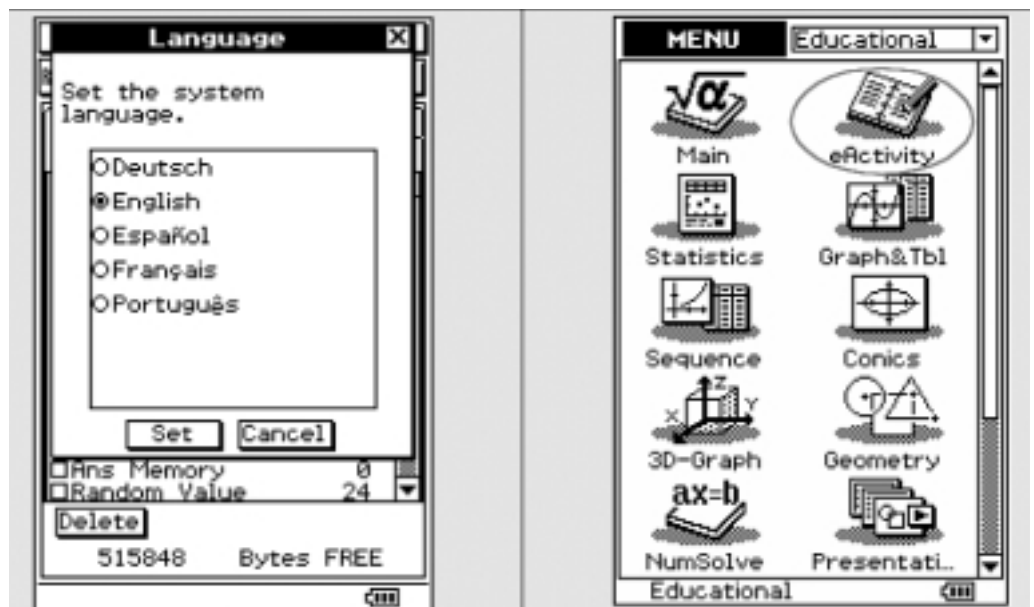 Language
Set the system
language.
Deutsch
English
Español
Français
Português
Set Cancel
Ans Memory 0
Random Value 24
Delete
515848 Bytes FREE
MENU Educational
Main eActivity
Statistics Graph&Tbl
Sequence Conics
3D-Graph Geometry
NumSolve Presentati..
Educational